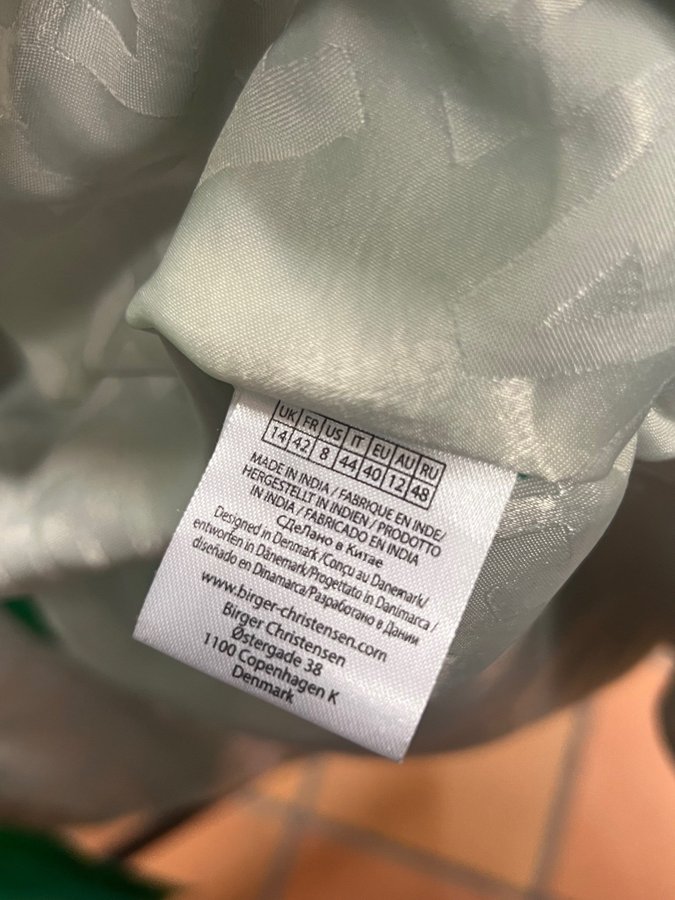 UK FR US IT EU AU RU
14 42 8 44 40 12 48
MADE IN INDIA / FABRIQUE EN INDE/
HERGESTELLT IN INDIEN / PRODOTTO
IN INDIA / FABRICADO EN INDIA
СДеЛано в Китае
Designed in Denmark /Conçu au Danemark/
entworfen in Dänemark/Progettato in Danimarca /
diseñado en Dinamarca/Разработано в Дании
www.birger-christensen.com
Birger Christensen
Østergade 38
1100 Copenhagen K
Denmark